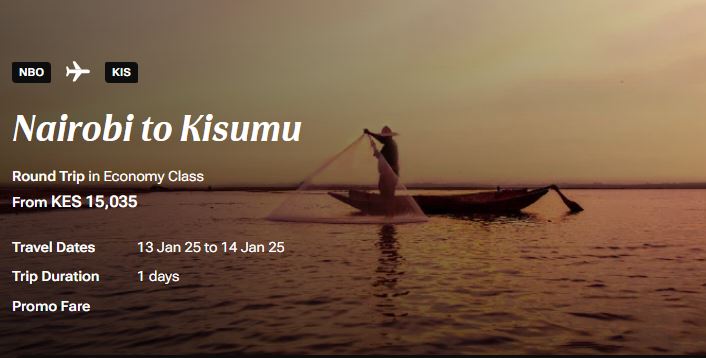 NBO KIS
Nairobi to Kisumu
Round Trip in Economy Class
From KES 15,035
Travel Dates 13 Jan 25 to 14 Jan 25
Trip Duration 1 days
Promo Fare